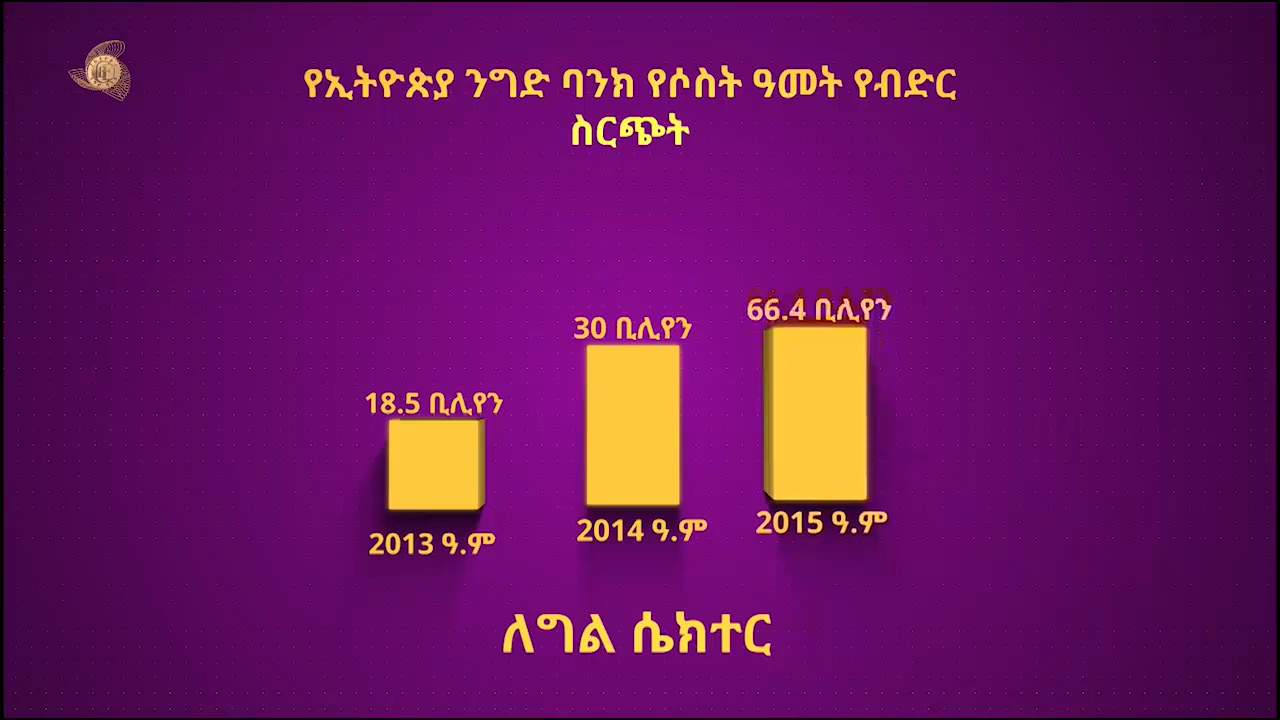 የኢትዮጵያ ንግድ ባንክ የሶስት ዓመት የብድር
ስርጭት
18.5 ቢሊየን
30 ቢሊየን
66.4 ቢሊየን
2013 ዓ.ም
2014 ዓ.ም
2015 ዓ.ም
ለግል ሴክተር